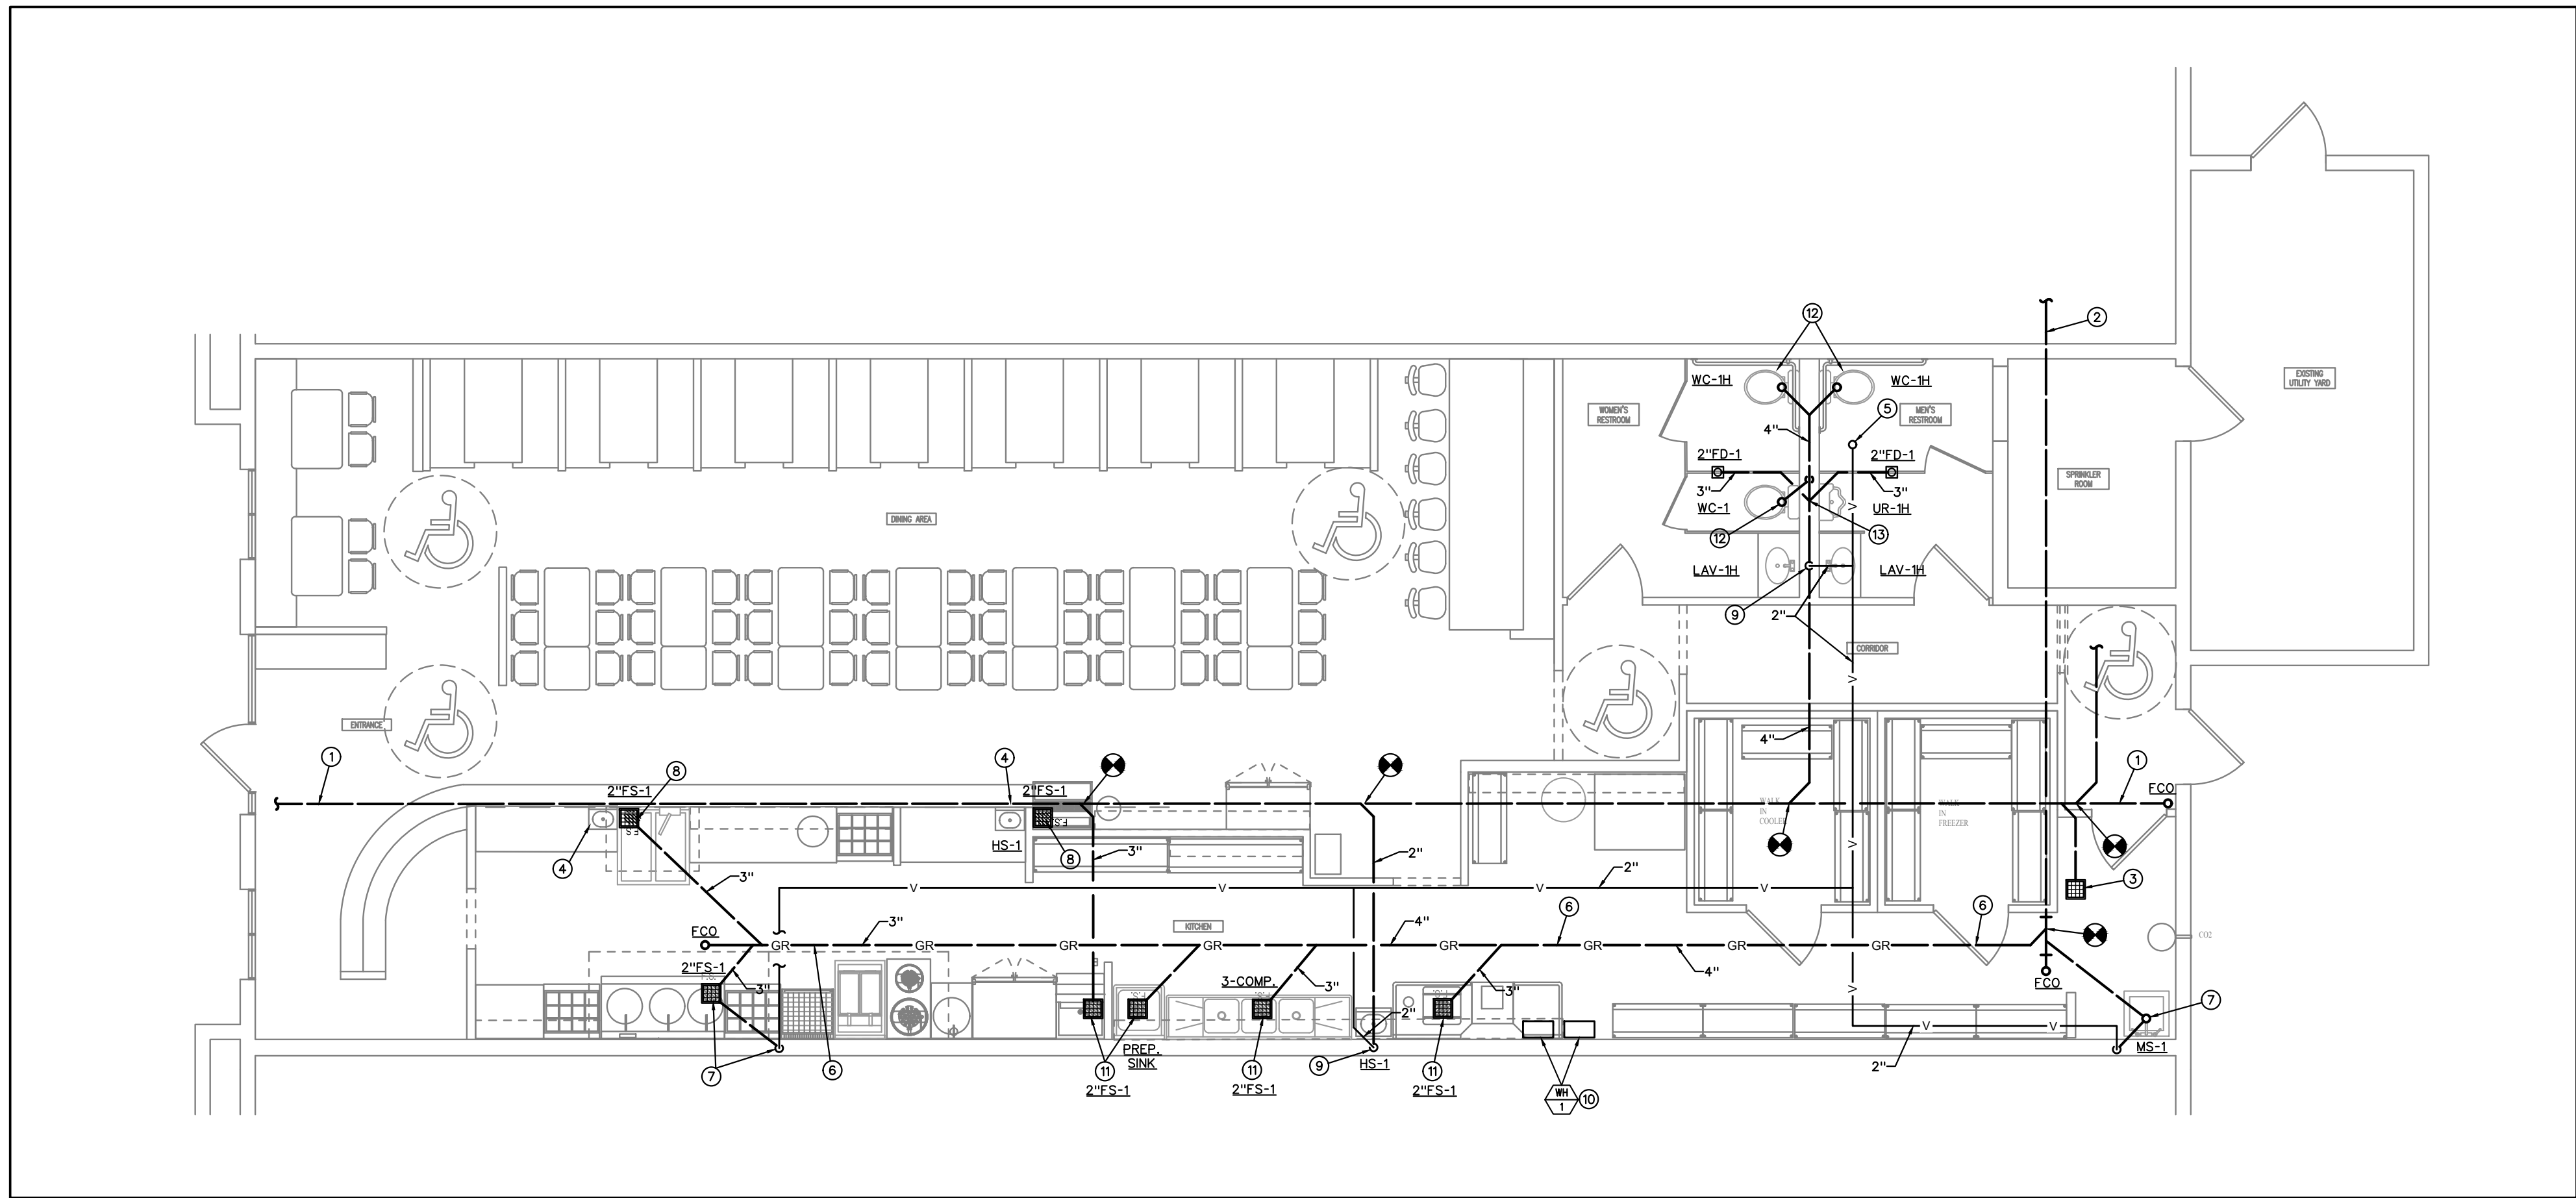 2
12
EXISTING
UTILITY YARD
WC-1H
WC-1H
WOMEN'S
RESTROOM
MEN'S
RESTROOM
5
4"
2"FD-1
2"FD-1
SPRINKLER
ROOM
3"
3"
WC-1
UR-1H
V
DINING AREA
12
13
LAV-1H
LAV-1H
9
2"
CORRIDOR
V
ENTRANCE
4"
1
4
1
8
2"FS-1
2"FS-1
FCO
WALK
IN
COOLER
WALK
IN
FREEZER
F.S.
F.S.
HS-1
4
8
3"
2"
V
3"
2"
3
V
V
V
V
6
6
3"
4"
KITCHEN
FCO
GR
GR
GR
GR
GR
GR
GR
GR
CO2
2"FS-1
3"
3"
3"
4"
3-COMP.
FCO
V
7
2"
V
V
PREP.
SINK
HS-1
MS-1
7
6
11
11
9
11
2"
2"FS-1
2"FS-1
2"FS-1
WH
1
10